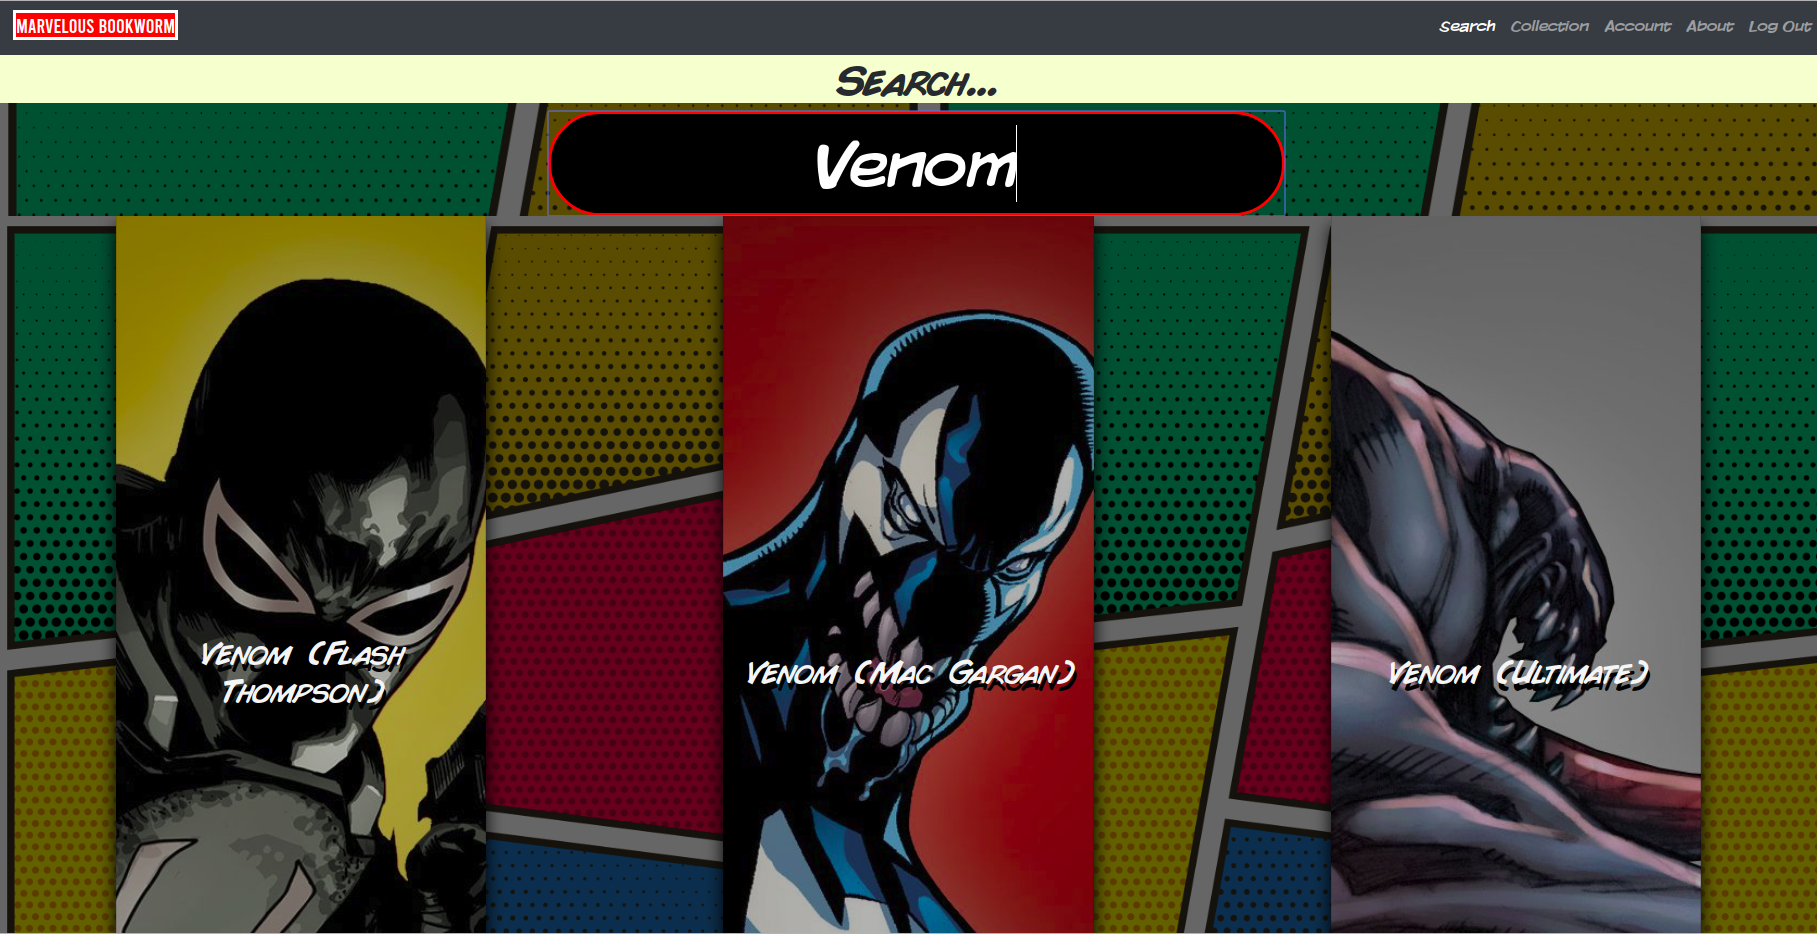 MARVELOUS BOOKWORM
Search Collection Account About Log Out
Search...
Venom
Venom (Flash
Thompson)
Venom (Mac Gargan)
Venom (Ultimate)